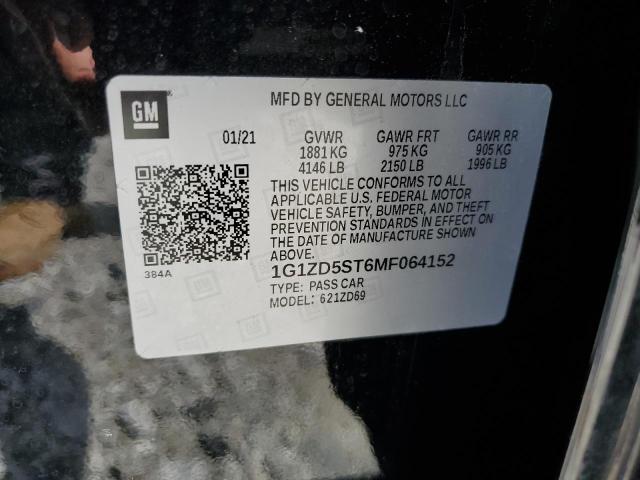 GM
®
MFD BY GENERAL MOTORS LLC
01/21 GVWR GAWR FRT GAWR RR
1881 KG 975 KG 905 KG
4146 LB 2150 LB 1996 LB
THIS VEHICLE CONFORMS TO ALL
APPLICABLE U.S. FEDERAL MOTOR
VEHICLE SAFETY, BUMPER, AND THEFT
PREVENTION STANDARDS IN EFFECT ON
THE DATE OF MANUFACTURE SHOWN
ABOVE.
384A
1G1ZD5ST6MF064152
TYPE: PASS CAR
MODEL: 621ZD69